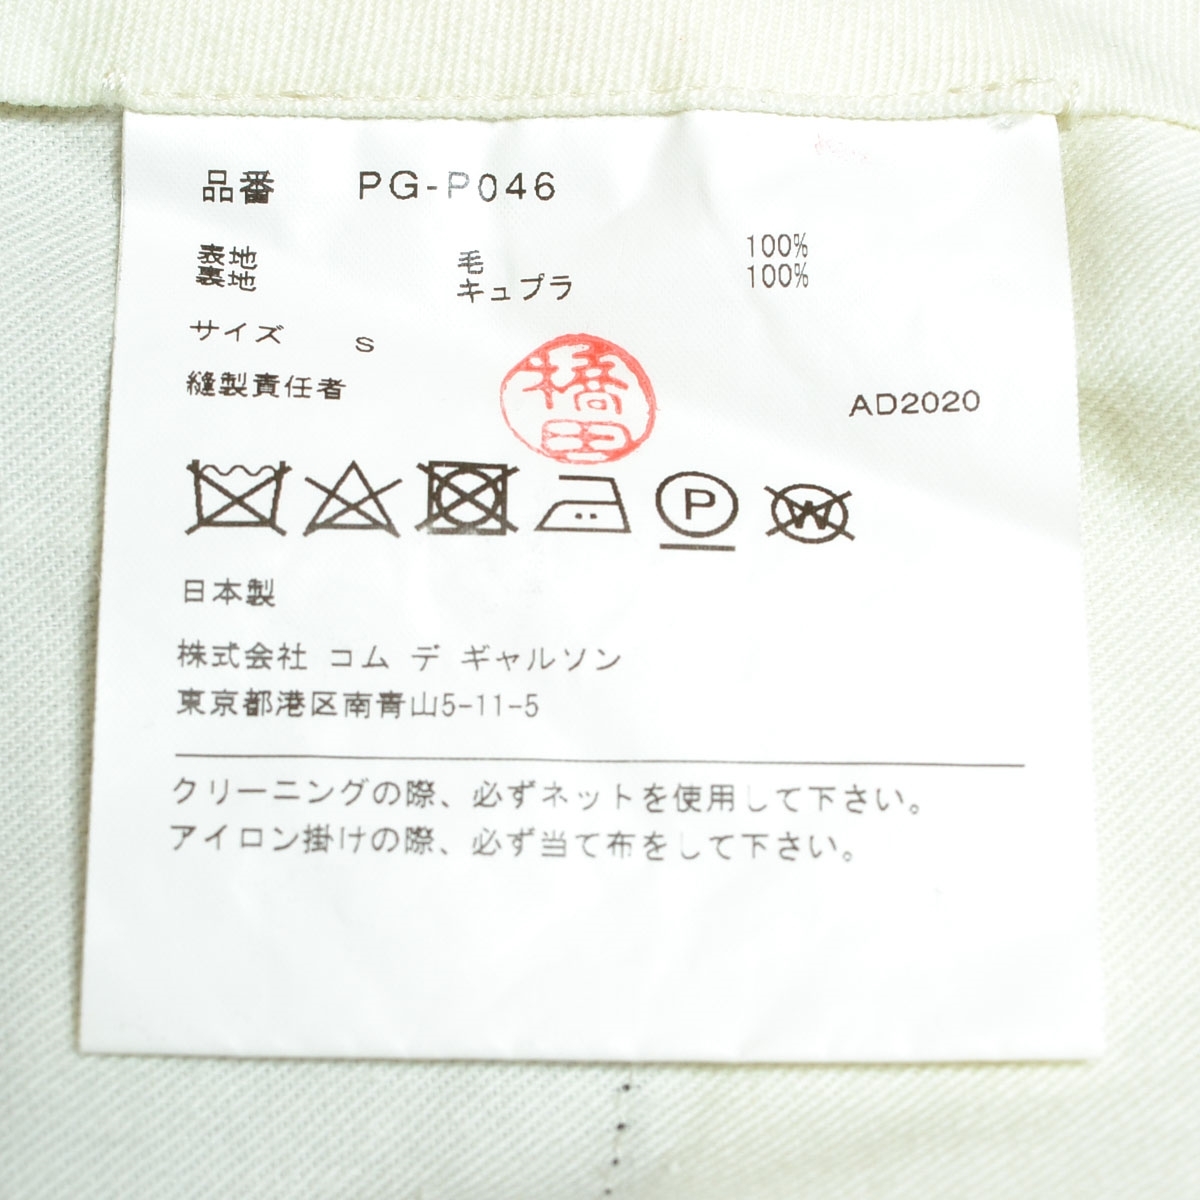 品番 PG-P046
表地 毛 100%
裏地 キュプラ 100%
サイズ S
縫製責任者 橋田 AD2020
P W
日本製
株式会社 コム デ ギャルソン
東京都港区南青山5-11-5
クリーニングの際、必ずネットを使用して下さい。
アイロン掛けの際、必ず当て布をして下さい。